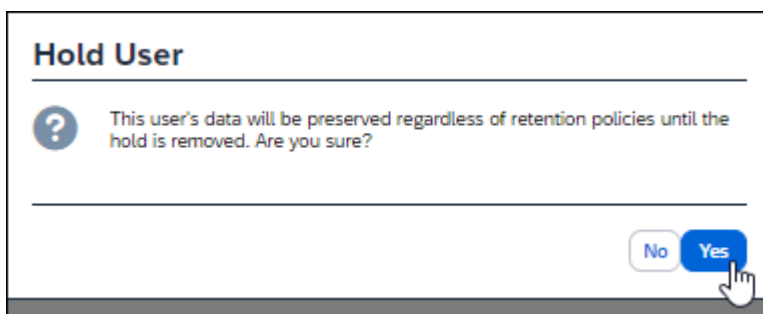 Hold User
This user's data will be preserved regardless of retention policies until the
hold is removed. Are you sure?
No Yes